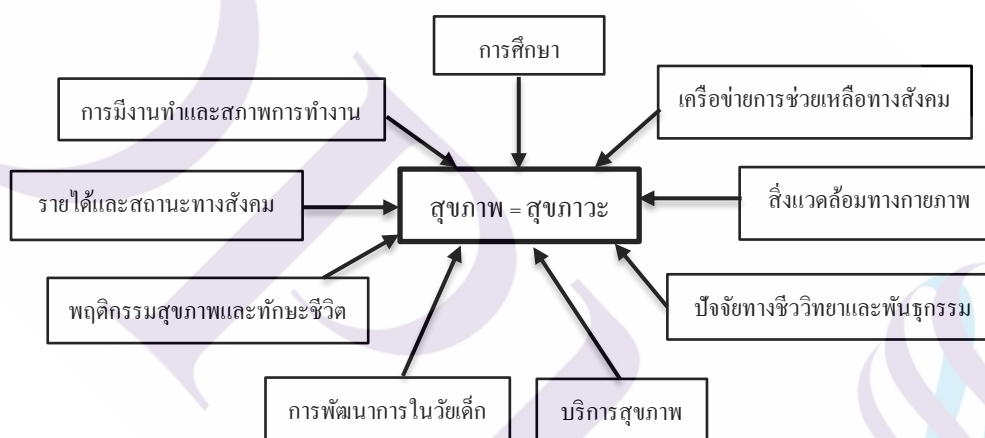 การศึกษา
การมีงานทำและสภาพการทำงาน
เครือข่ายการช่วยเหลือทางสังคม
รายได้และสถานะทางสังคม
สุขภาพ = สุขภาวะ
สิ่งแวดล้อมทางกายภาพ
พฤติกรรมสุขภาพและทักษะชีวิต
ปัจจัยทางชีววิทยาและพันธุกรรม
การพัฒนาการในวัยเด็ก
บริการสุขภาพ